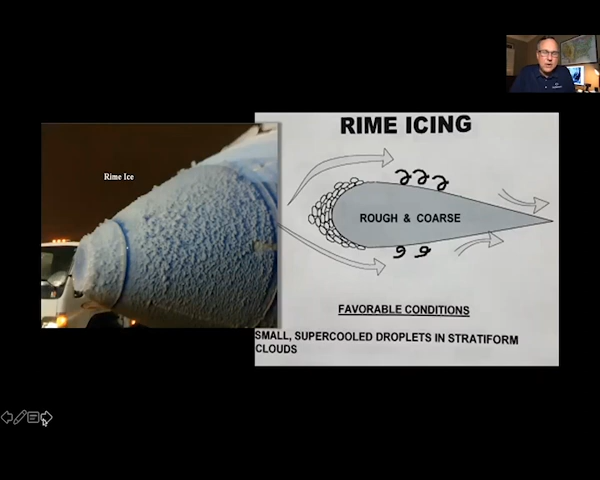 Rime Ice
RIME ICING
ROUGH & COARSE
FAVORABLE CONDITIONS
SMALL, SUPERCOOLED DROPLETS IN STRATIFORM
CLOUDS